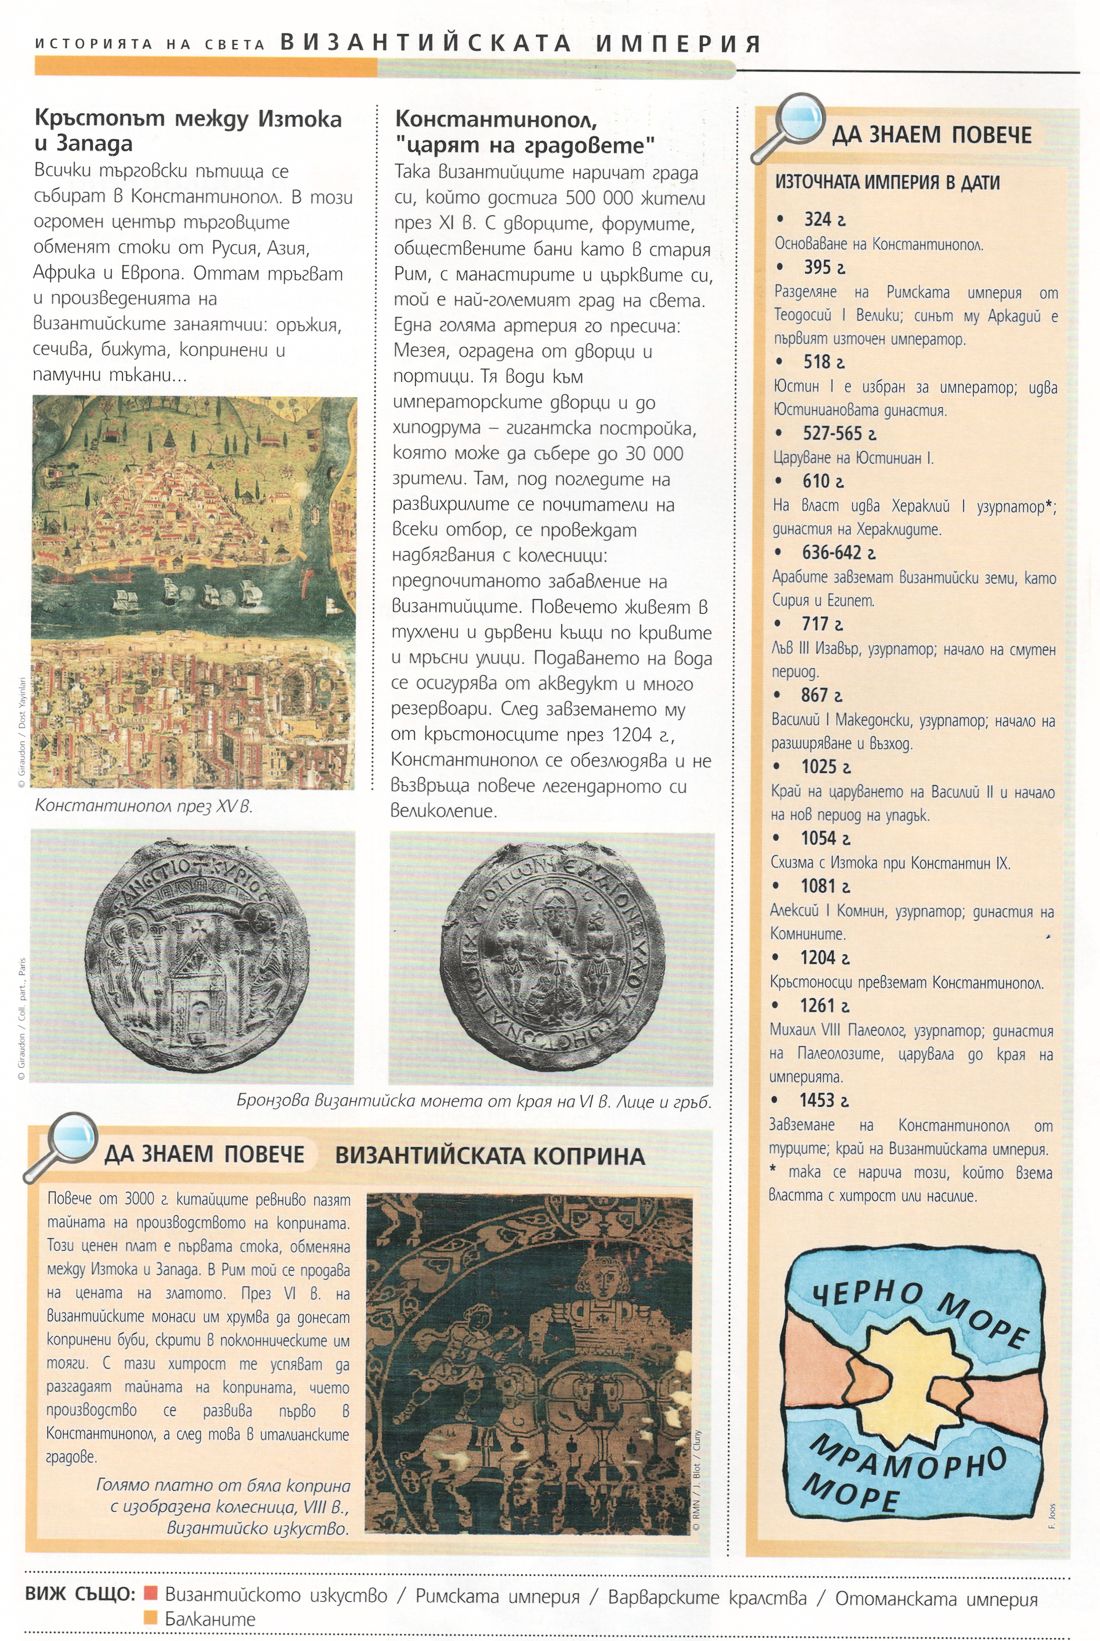 ИСТОРИЯТА НА СВЕТА ВИЗАНТИЙСКАТА ИМПЕРИЯ
Кръстопът между Изтока
и Запада
Всички търговски пътища се
събират в Константинопол. В този
огромен център търговците
обменят стоки от Русия, Азия,
Африка и Европа. Оттам тръгват
и произведенията на
византийските занаятчии: оръжия,
сечива, бижута, копринени и
памучни тъкани...
© Giraudon / Dost Yayinlari
Константинопол през XV в.
Константинопол,
"царят на градовете"
Така византийците наричат града
си, който достига 500 000 жители
през XI в. С дворците, форумите,
обществените бани като в стария
Рим, с манастирите и църквите си,
той е най-големият град на света.
Една голяма артерия го пресича:
Мезея, оградена от дворци и
портици. Тя води към
императорските дворци и до
хиподрума – гигантска постройка,
която може да събере до 30 000
зрители. Там, под погледите на
развихрилите се почитатели на
всеки отбор, се провеждат
надбягвания с колесници:
предпочитаното забавление на
византийците. Повечето живеят в
тухлени и дървени къщи по кривите
и мръсни улици. Подаването на вода
се осигурява от акведукт и много
резервоари. След завземането му
от кръстоносците през 1204 г.,
Константинопол се обезлюдява и не
възвръща повече легендарното си
великолепие.
© Giraudon / Coll. part., Paris
Бронзова византийска монета от края на VI в. Лице и гръб.
ДА ЗНАЕМ ПОВЕЧЕ ВИЗАНТИЙСКАТА КОПРИНА
Повече от 3000 г. китайците ревниво пазят
тайната на производството на коприната.
Този ценен плат е първата стока, обменяна
между Изтока и Запада. В Рим той се продава
на цената на златото. През VI в. на
византийските монаси им хрумва да донесат
копринени буби, скрити в поклонническите им
тояги. С тази хитрост те успяват да
разгадаят тайната на коприната, чието
производство се развива първо в
Константинопол, а след това в италианските
градове.
Голямо платно от бяла коприна
с изобразена колесница, VIII в.,
византийско изкуство.
© RMN / J. Blot / Cluny
ДА ЗНАЕМ ПОВЕЧЕ
ИЗТОЧНАТА ИМПЕРИЯ В ДАТИ
• 324 г.
Основаване на Константинопол.
• 395 г.
Разделяне на Римската империя от
Теодосий I Велики; синът му Аркадий е
първият източен император.
• 518 г.
Юстин I е избран за император; идва
Юстиниановата династия.
• 527-565 г.
Царуване на Юстиниан I.
• 610 г.
На власт идва Хераклий I узурпатор*;
династия на Хераклидите.
• 636-642 г.
Арабите завземат византийски земи, като
Сирия и Египет.
• 717 г.
Лъв III Изавър, узурпатор; начало на смутен
период.
• 867 г.
Василий I Македонски, узурпатор; начало на
разширяване и възход.
• 1025 г.
Край на царуването на Василий II и начало
на нов период на упадък.
• 1054 г.
Схизма с Изтока при Константин IX.
• 1081 г.
Алексий I Комнин, узурпатор; династия на
Комнините.
• 1204 г.
Кръстоносци превземат Константинопол.
• 1261 г.
Михаил VIII Палеолог, узурпатор; династия
на Палеолозите, царувала до края на
империята.
• 1453 г.
Завземане на Константинопол от
турците; край на Византийската империя.
* така се нарича този, който взема
властта с хитрост или насилие.
ЧЕРНО МОРЕ
МРАМОРНО
МОРЕ
F. Joos
ВИЖ СЪЩО: Византийското изкуство / Римската империя / Варварските кралства / Отоманската империя
Балканите